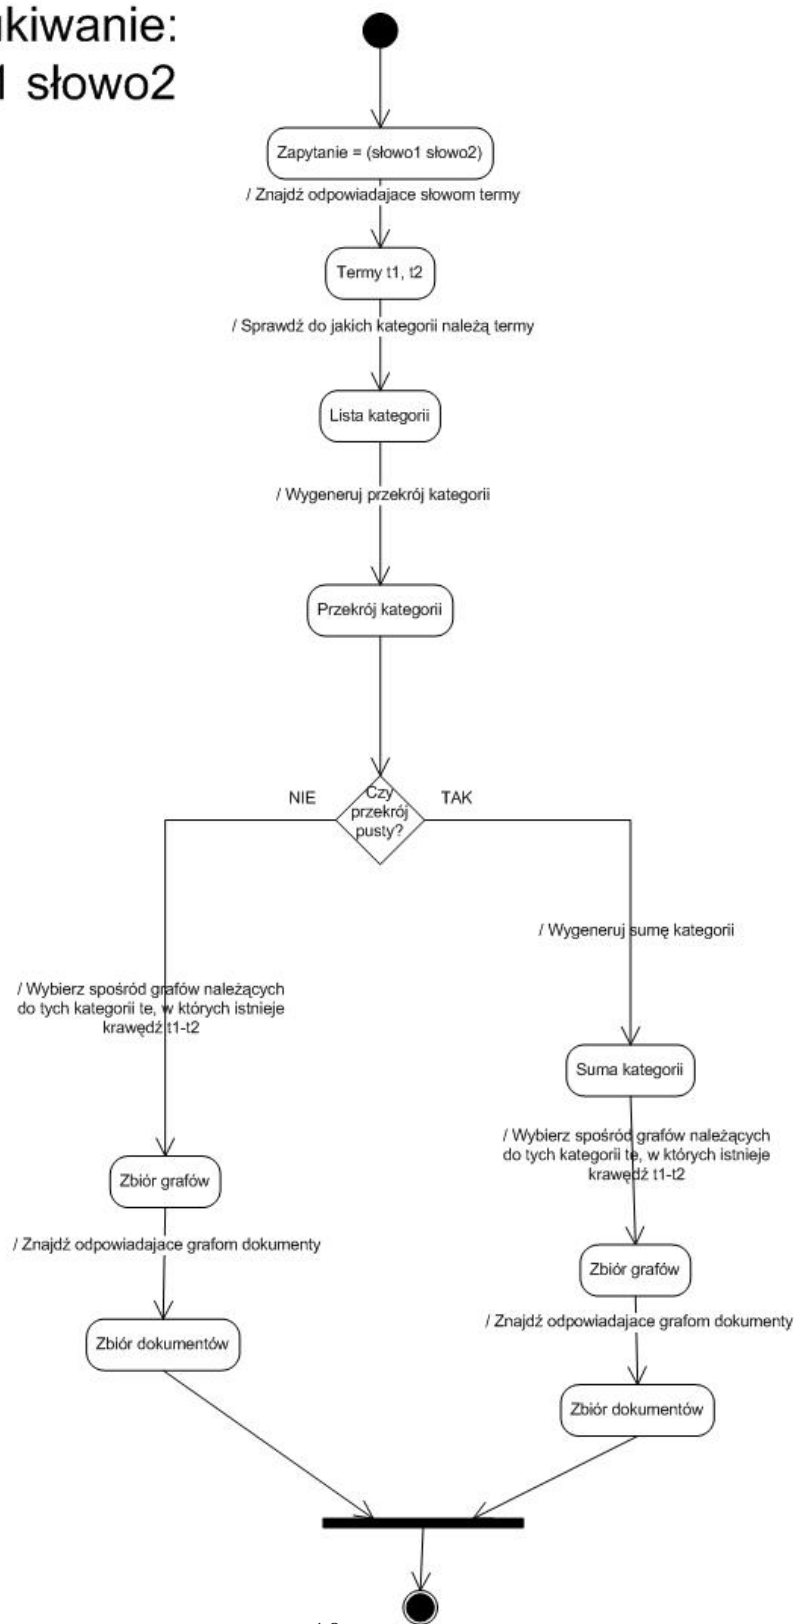 ukiwanie:
1 słowo2
Zapytanie = (słowo1 słowo2)
/ Znajdź odpowiadajace słowom termy
Termy t1, t2
/ Sprawdź do jakich kategorii należą termy
Lista kategorii
/ Wygeneruj przekrój kategorii
Przekrój kategorii
NIE
Czy
przekrój
pusty?
TAK
/ Wygeneruj sumę kategorii
/ Wybierz spośród grafów należących
do tych kategorii te, w których istnieje
krawędź t1-t2
Suma kategorii
/ Wybierz spośród grafów należących
do tych kategorii te, w których istnieje
krawędź t1-t2
Zbiór grafów
/ Znajdź odpowiadajace grafom dokumenty
Zbiór grafów
/ Znajdź odpowiadajace grafom dokumenty
Zbiór dokumentów
Zbiór dokumentów